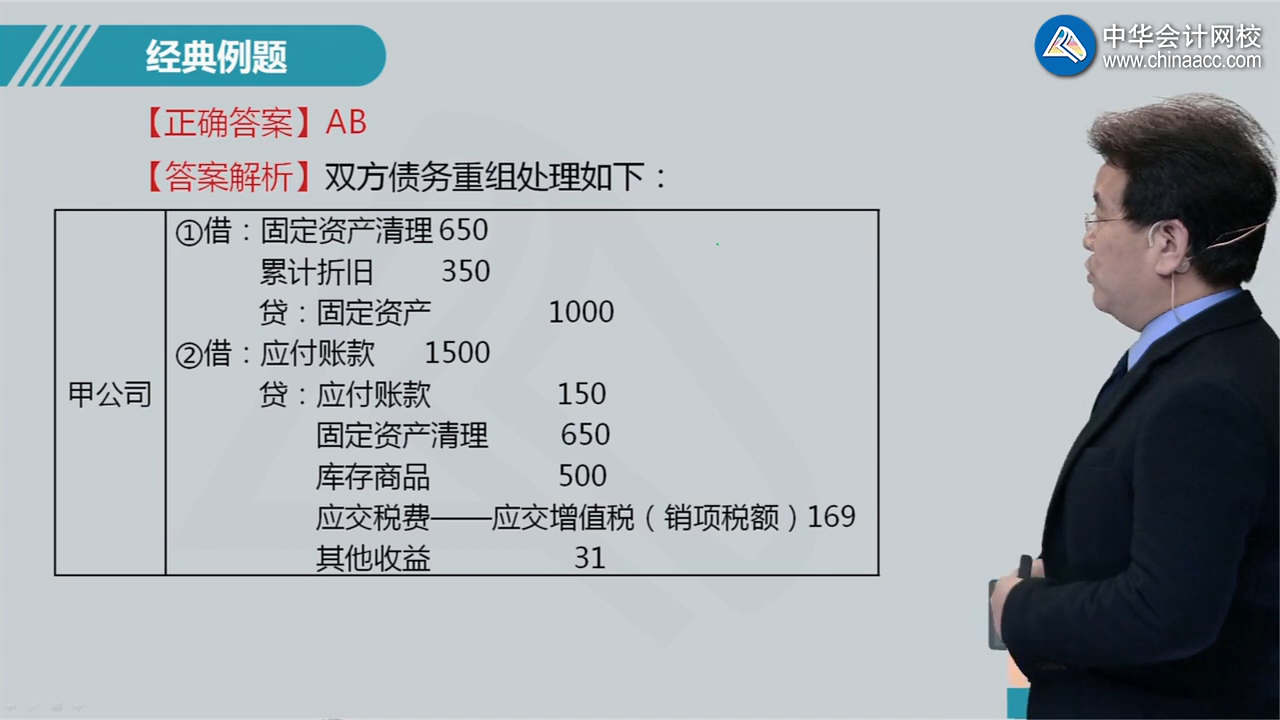 经典例题
中华会计网校
www.chinaacc.com
【正确答案】AB
【答案解析】双方债务重组处理如下：
甲公司
①借：固定资产清理 650
累计折旧 350
贷：固定资产 1000
②借：应付账款 1500
贷：应付账款 150
固定资产清理 650
库存商品 500
应交税费——应交增值税（销项税额）169
其他收益 31